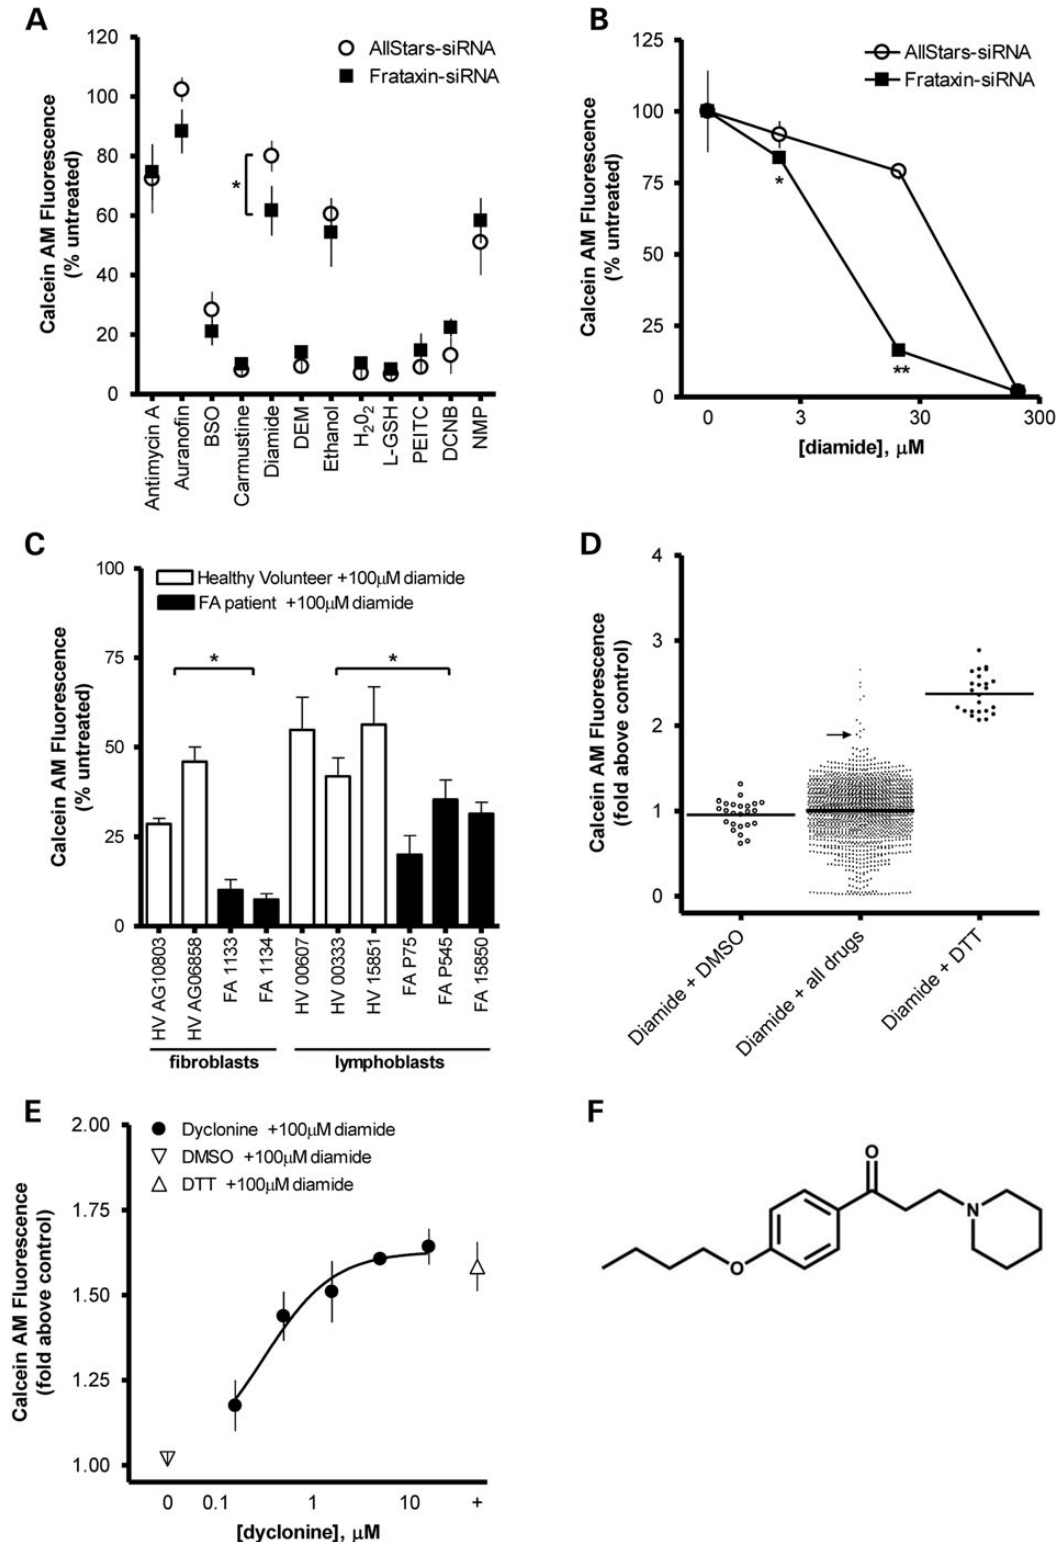 A
120
100
80
60
40
20
0
Calcein AM Fluorescence
(% untreated)
AllStars-siRNA
Frataxin-siRNA
*
Antimycin A
Auranofin
BSO
Carmustine
Diamide
DEM
Ethanol
H₂0₂
L-GSH
PEITC
DCNB
NMP
B
125
100
75
50
25
0
Calcein AM Fluorescence
(% untreated)
AllStars-siRNA
Frataxin-siRNA
*
**
0 3 30 300
[diamide], μM
C
100
75
50
25
0
Calcein AM Fluorescence
(% untreated)
Healthy Volunteer +100μM diamide
FA patient +100μM diamide
* *
HV AG10803
HV AG06858
FA 1133
FA 1134
HV 00607
HV 00333
HV 15851
FA P75
FA P545
FA 15850
fibroblasts lymphoblasts
D
4
3
2
1
0
Calcein AM Fluorescence
(fold above control)
Diamide + DMSO
Diamide + all drugs
Diamide + DTT
E
2.00
1.75
1.50
1.25
1.00
Calcein AM Fluorescence
(fold above control)
Dyclonine +100μM diamide
DMSO +100μM diamide
DTT +100μM diamide
0 0.1 1 10 +
[dyclonine], μM
F
O
N
O